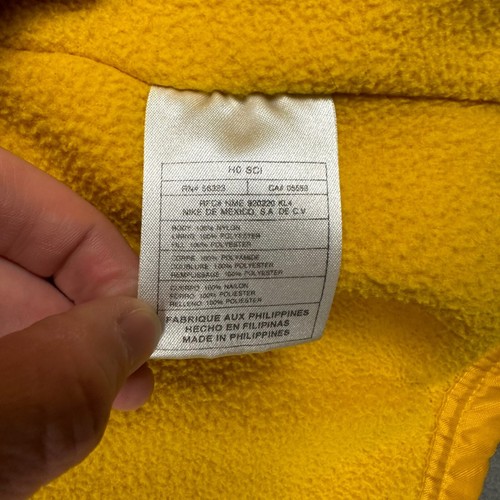 HO SCI
RN# 56323 CA# 05553
RFC# NME 920220 KL4
NIKE DE MEXICO, S.A. DE C.V.
BODY: 100% NYLON
LINING: 100% POLYESTER
FILL: 100% POLYESTER
CORPS: 100% POLYAMIDE
DOUBLURE: 100% POLYESTER
REMPLISSAGE: 100% POLYESTER
CUERPO: 100% NAILON
FORRO: 100% POLIESTER
RELLENO: 100% POLIESTER
FABRIQUE AUX PHILIPPINES
HECHO EN FILIPINAS
MADE IN PHILIPPINES